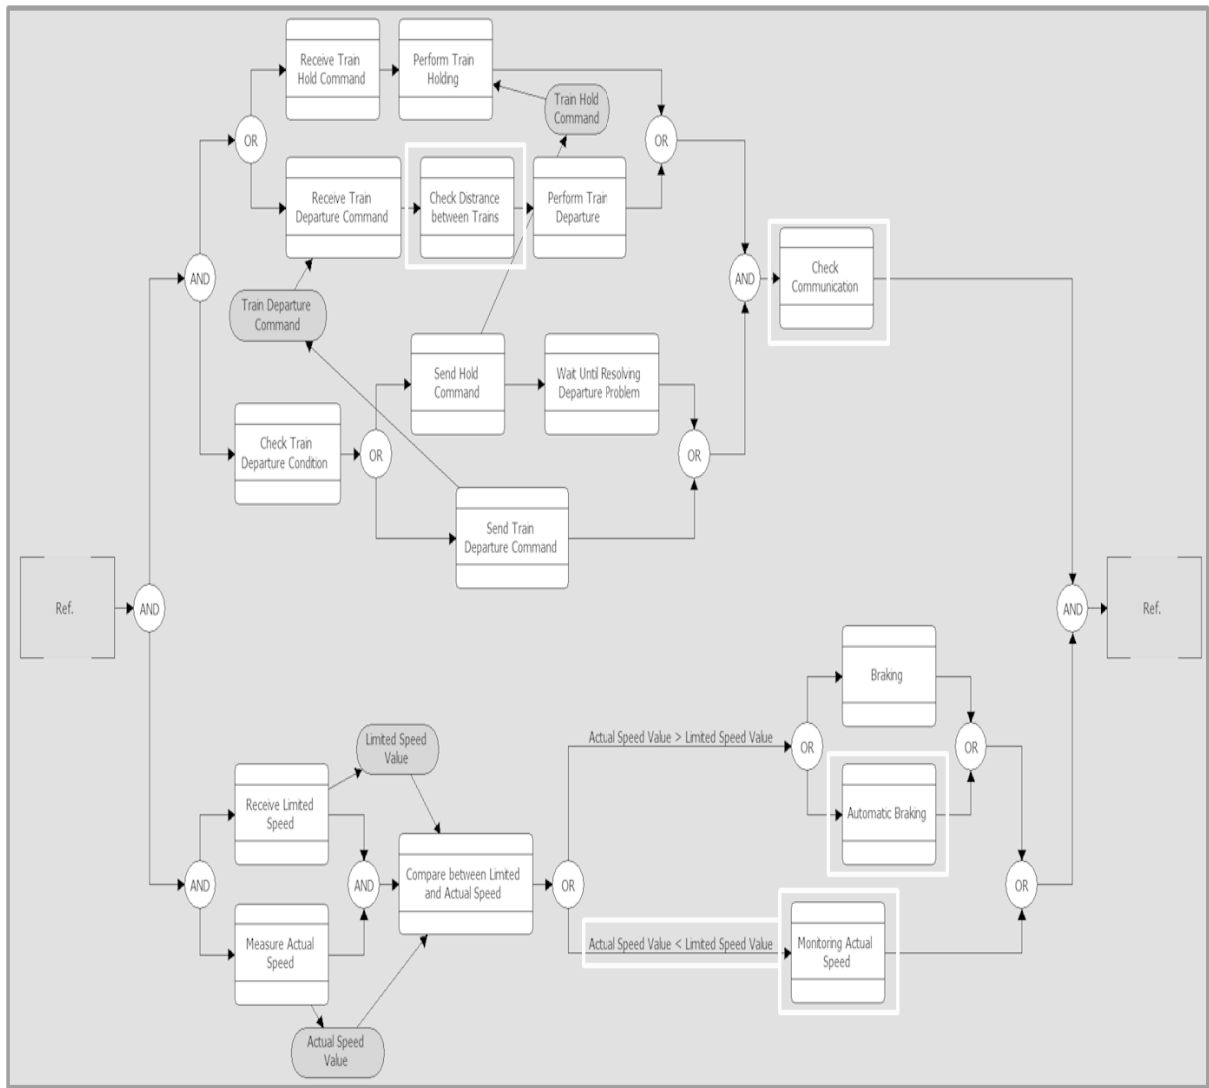 Receive Train
Hold Command
Perform Train
Holding
Train Hold
Command
OR
OR
Receive Train
Departure Command
Check Distrance
between Trains
Perform Train
Departure
AND
AND
Check
Communication
Train Departure
Command
Send Hold
Command
Wait Until Resolving
Departure Problem
Check Train
Departure Condition
OR
OR
Send Train
Departure Command
Ref.
AND
AND
Ref.
Braking
Limited Speed
Value
Actual Speed Value > Limited Speed Value
OR
OR
Receive Limited
Speed
Automatic Braking
AND
AND
Compare between Limited
and Actual Speed
OR
OR
Measure Actual
Speed
Actual Speed Value < Limited Speed Value
Monitoring Actual
Speed
Actual Speed
Value